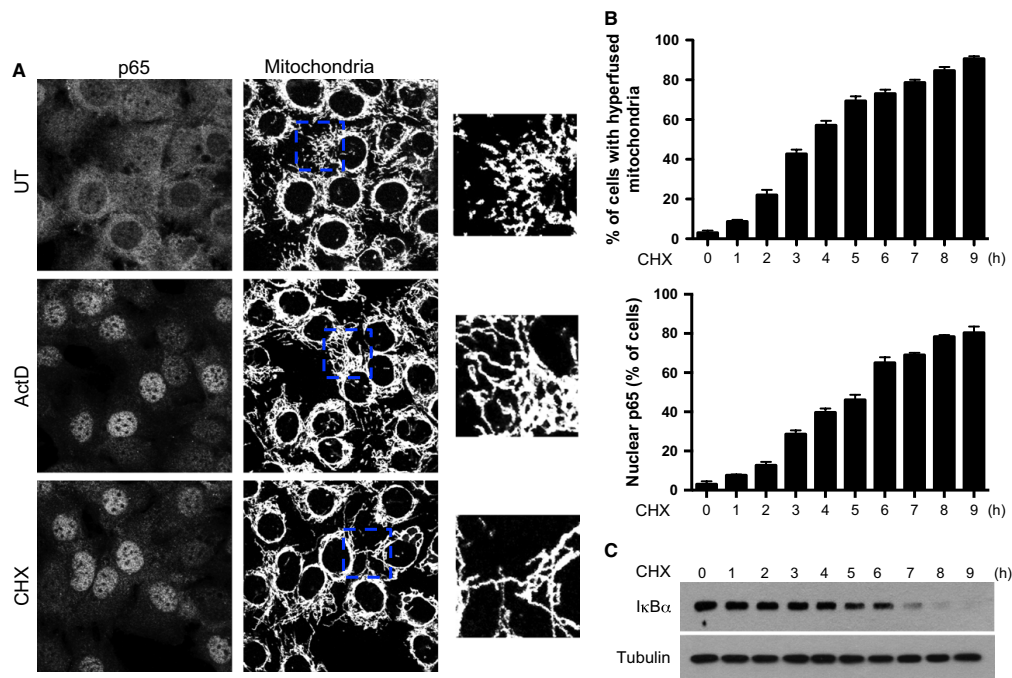 A
p65
Mitochondria
UT
ActD
CHX
B
% of cells with hyperfused
mitochondria
100
80
60
40
20
0
CHX 0 1 2 3 4 5 6 7 8 9 (h)
Nuclear p65 (% of cells)
100
80
60
40
20
0
CHX 0 1 2 3 4 5 6 7 8 9 (h)
C
CHX 0 1 2 3 4 5 6 7 8 9 (h)
IκBα
Tubulin